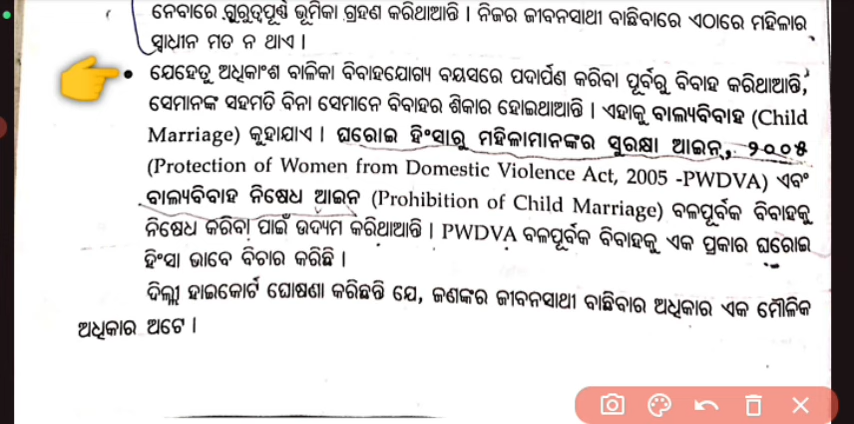 ନେବାରେ ଗୁରୁତ୍ୱପୂର୍ଣ୍ଣ ଭୂମିକା ଗ୍ରହଣ କରିଥାଆନ୍ତି । ନିଜର ଜୀବନସାଥୀ ବାଛିବାରେ ଏଠାରେ ମହିଳାର
ସ୍ୱାଧୀନ ମତ ନ ଥାଏ ।
• ଯେହେତୁ ଅଧିକାଂଶ ବାଳିକା ବିବାହଯୋଗ୍ୟ ବୟସରେ ପଦାର୍ପଣ କରିବା ପୂର୍ବରୁ ବିବାହ କରିଥାଆନ୍ତି,
ସେମାନଙ୍କ ସହମତି ବିନା ସେମାନେ ବିବାହର ଶିକାର ହୋଇଥାଆନ୍ତି । ଏହାକୁ ବାଲ୍ୟବିବାହ (Child
Marriage) କୁହାଯାଏ । ଘରୋଇ ହିଂସାରୁ ମହିଳାମାନଙ୍କର ସୁରକ୍ଷା ଆଇନ, ୨୦୦୫
(Protection of Women from Domestic Violence Act, 2005 -PWDVA) ଏବଂ
ବାଲ୍ୟବିବାହ ନିଷେଧ ଆଇନ (Prohibition of Child Marriage) ବଳପୂର୍ବକ ବିବାହକୁ
ନିଷେଧ କରିବା ପାଇଁ ଉଦ୍ୟମ କରିଥାଆନ୍ତି । PWDVA ବଳପୂର୍ବକ ବିବାହକୁ ଏକ ପ୍ରକାର ଘରୋଇ
ହିଂସା ଭାବେ ବିଚାର କରିଛି ।
ଦିଲ୍ଲୀ ହାଇକୋର୍ଟ ଘୋଷଣା କରିଛନ୍ତି ଯେ, ଜଣଙ୍କର ଜୀବନସାଥୀ ବାଛିବାର ଅଧିକାର ଏକ ମୌଳିକ
ଅଧିକାର ଅଟେ ।